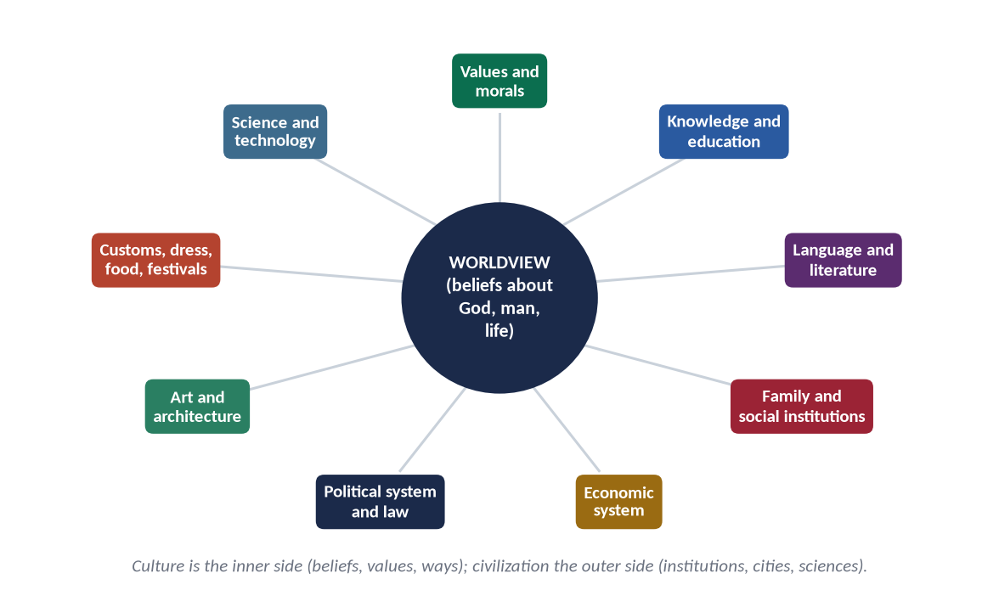 Values and
morals
Science and
technology
Knowledge and
education
Customs, dress,
food, festivals
WORLDVIEW
(beliefs about
God, man,
life)
Language and
literature
Art and
architecture
Family and
social institutions
Political system
and law
Economic
system
Culture is the inner side (beliefs, values, ways); civilization the outer side (institutions, cities, sciences).